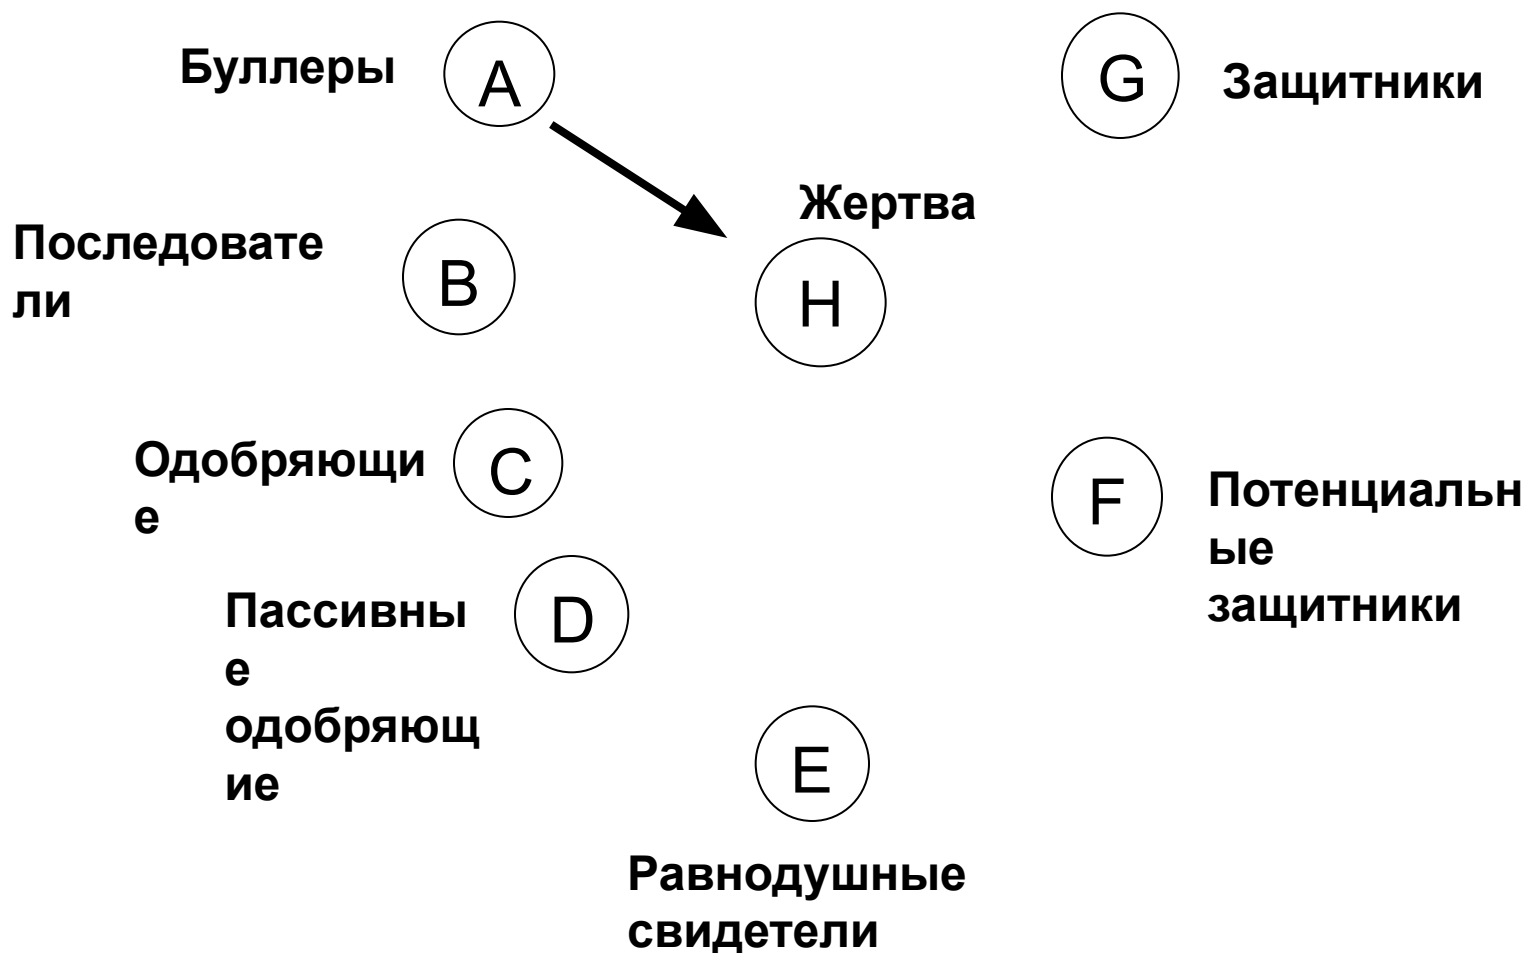 Буллеры
A
G
Защитники
Жертва
Последовате
ли
B
H
Одобряющи
е
C
F
Потенциальн
ые
защитники
Пассивны
е
одобряющ
ие
D
E
Равнодушные
свидетели